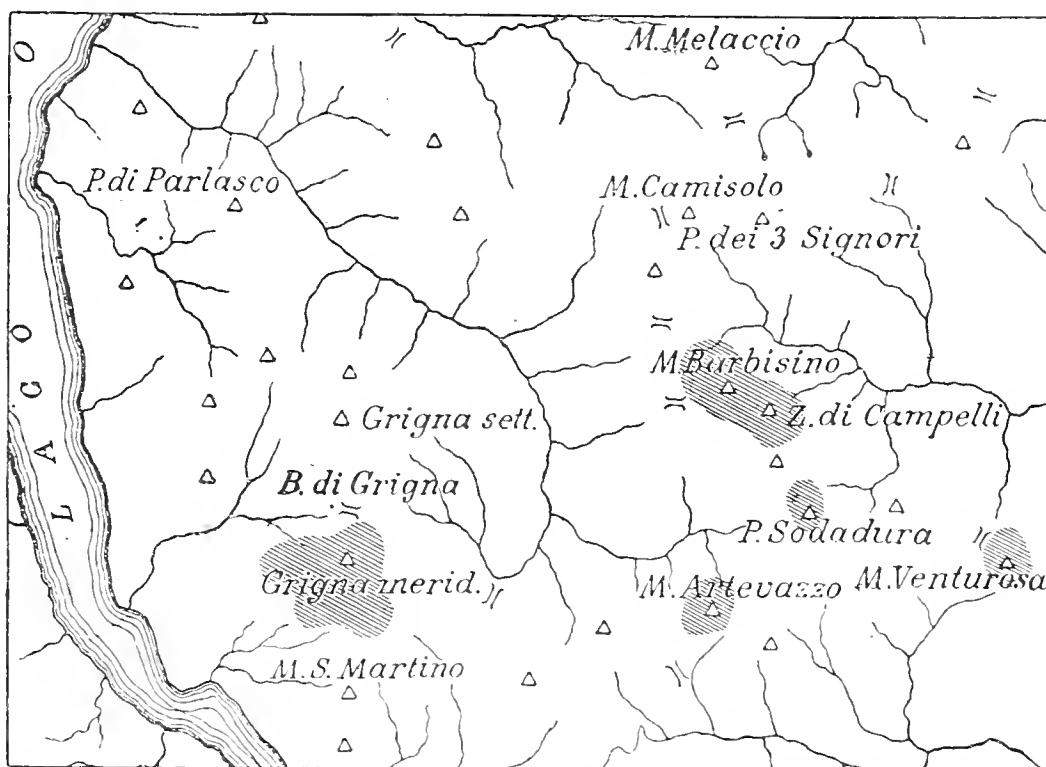 M. Melaccio
P. di Parlasco
M. Camisolo
P. dei 3 Signori
LAGO
O
M. Barbisino
Z. di Campelli
Grigna sett.
B. di Grigna
P. Sodadura
Grigna merid.
M. Artevazzo
M. Venturosa
M. S. Martino